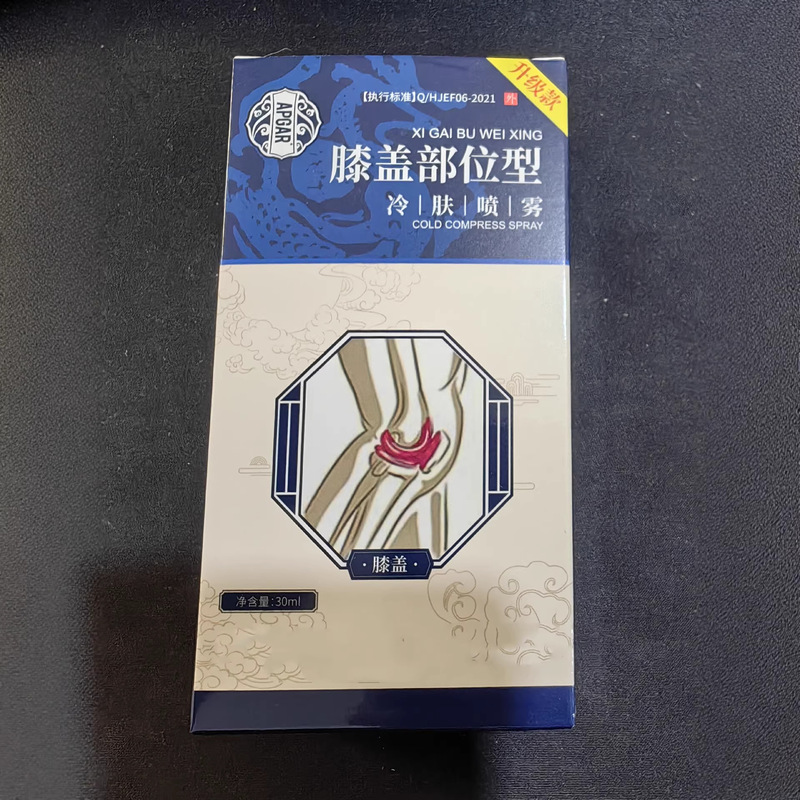 升级款
【执行标准】Q/HJEF06-2021 外
APGAR
XI GAI BU WEI XING
膝盖部位型
冷|肤|喷|雾
COLD COMPRESS SPRAY
·膝盖·
净含量:30ml